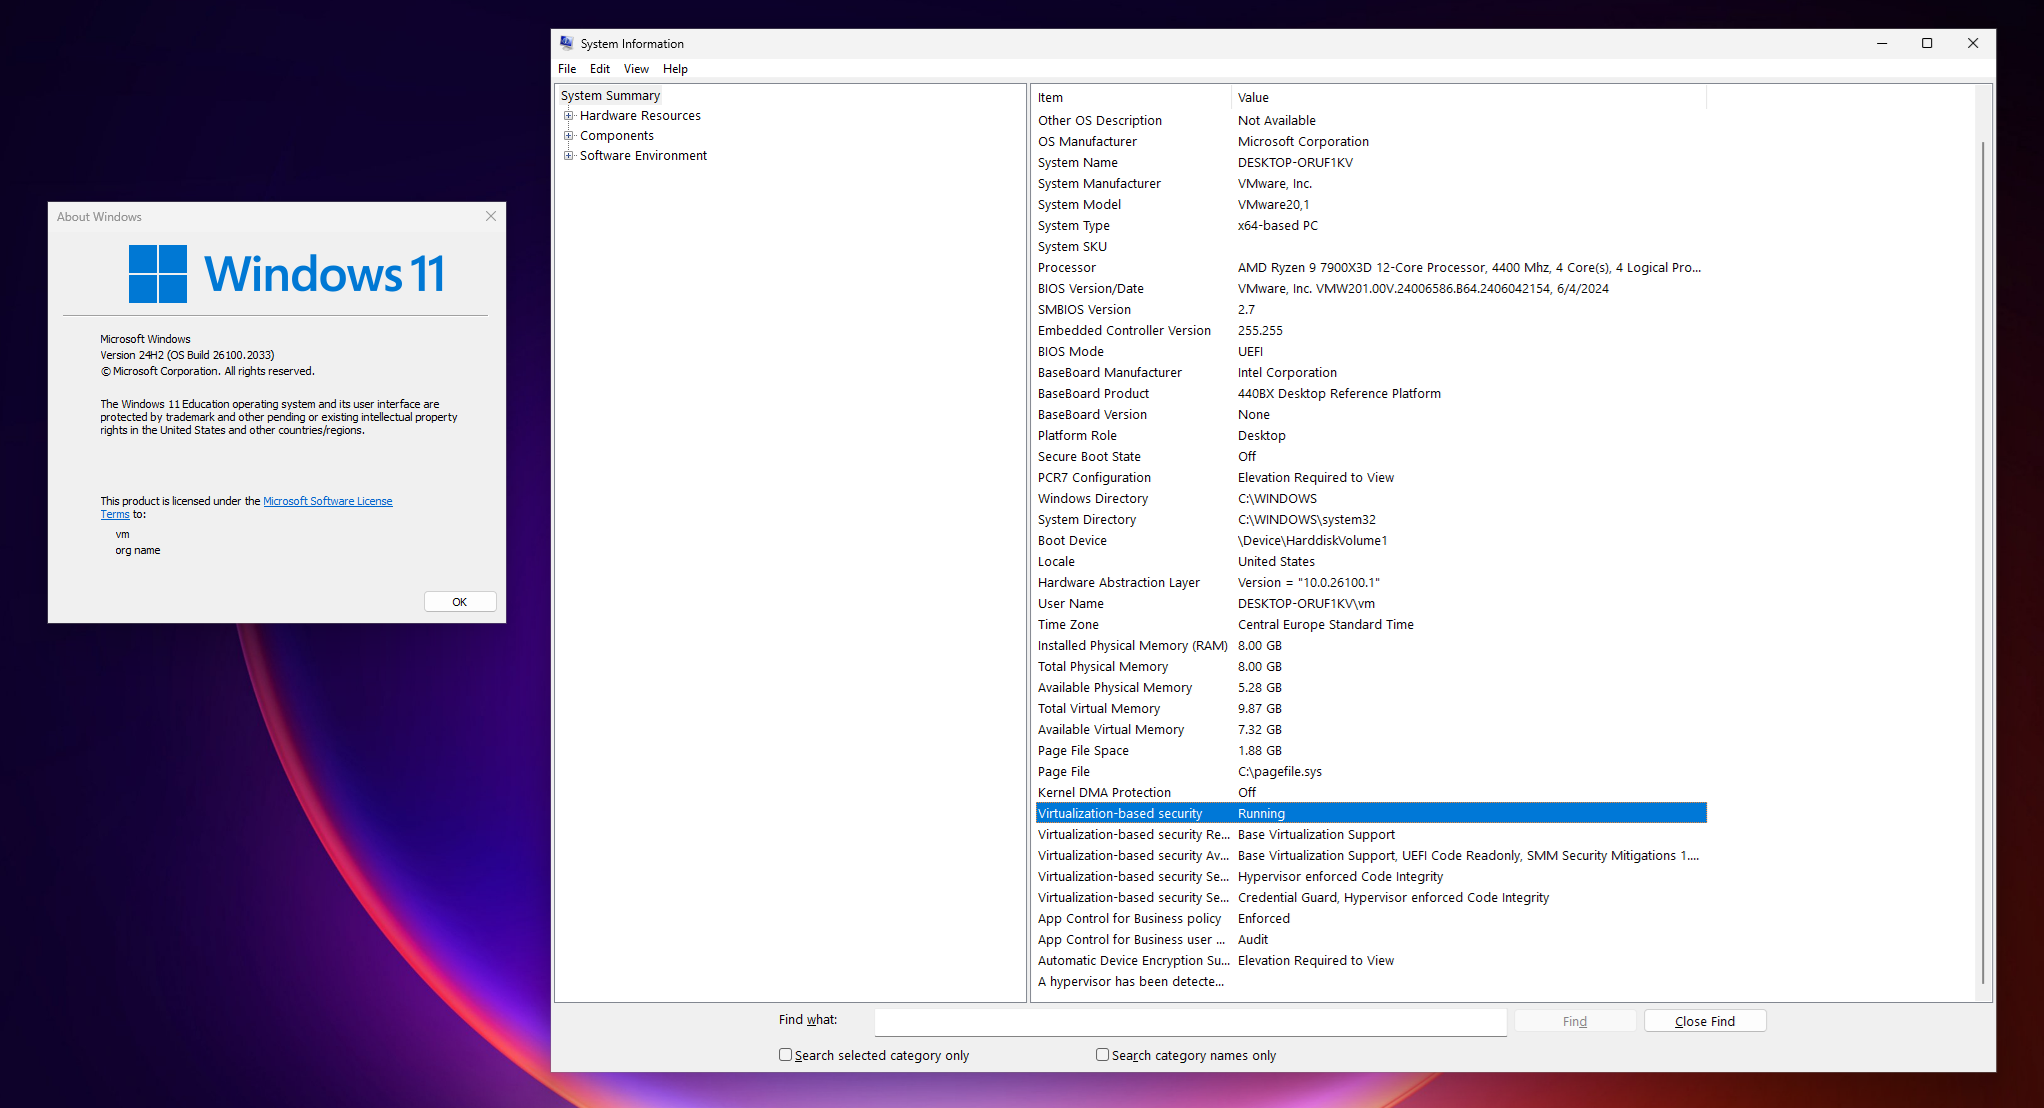 About Windows
Windows 11
Microsoft Windows
Version 24H2 (OS Build 26100.2033)
© Microsoft Corporation. All rights reserved.
The Windows 11 Education operating system and its user interface are
protected by trademark and other pending or existing intellectual property
rights in the United States and other countries/regions.
This product is licensed under the Microsoft Software License
Terms to:
vm
org name
OK
System Information
File Edit View Help
System Summary
Hardware Resources
Components
Software Environment
Item Value
Other OS Description Not Available
OS Manufacturer Microsoft Corporation
System Name DESKTOP-ORUF1KV
System Manufacturer VMware, Inc.
System Model VMware20,1
System Type x64-based PC
System SKU
Processor AMD Ryzen 9 7900X3D 12-Core Processor, 4400 Mhz, 4 Core(s), 4 Logical Pro...
BIOS Version/Date VMware, Inc. VMW201.00V.24006586.B64.2406042154, 6/4/2024
SMBIOS Version 2.7
Embedded Controller Version 255.255
BIOS Mode UEFI
BaseBoard Manufacturer Intel Corporation
BaseBoard Product 440BX Desktop Reference Platform
BaseBoard Version None
Platform Role Desktop
Secure Boot State Off
PCR7 Configuration Elevation Required to View
Windows Directory C:\WINDOWS
System Directory C:\WINDOWS\system32
Boot Device \Device\HarddiskVolume1
Locale United States
Hardware Abstraction Layer Version = "10.0.26100.1"
User Name DESKTOP-ORUF1KV\vm
Time Zone Central Europe Standard Time
Installed Physical Memory (RAM) 8.00 GB
Total Physical Memory 8.00 GB
Available Physical Memory 5.28 GB
Total Virtual Memory 9.87 GB
Available Virtual Memory 7.32 GB
Page File Space 1.88 GB
Page File C:\pagefile.sys
Kernel DMA Protection Off
Virtualization-based security Running
Virtualization-based security Re... Base Virtualization Support
Virtualization-based security Av... Base Virtualization Support, UEFI Code Readonly, SMM Security Mitigations 1....
Virtualization-based security Se... Hypervisor enforced Code Integrity
Virtualization-based security Se... Credential Guard, Hypervisor enforced Code Integrity
App Control for Business policy Enforced
App Control for Business user ... Audit
Automatic Device Encryption Su... Elevation Required to View
A hypervisor has been detecte...
Find what: Find Close Find
Search selected category only Search category names only